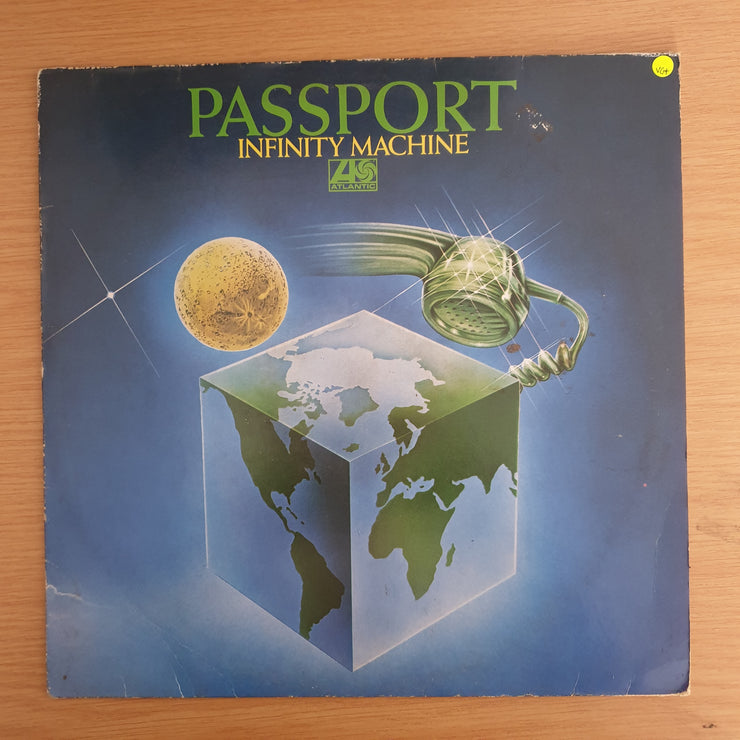 VG+
PASSPORT
INFINITY MACHINE
ATLANTIC